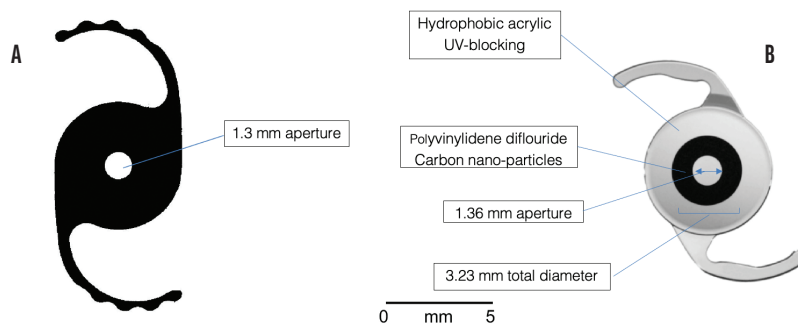 A
1.3 mm aperture
Hydrophobic acrylic
UV-blocking
B
Polyvinylidene diflouride
Carbon nano-particles
1.36 mm aperture
3.23 mm total diameter
0 mm 5